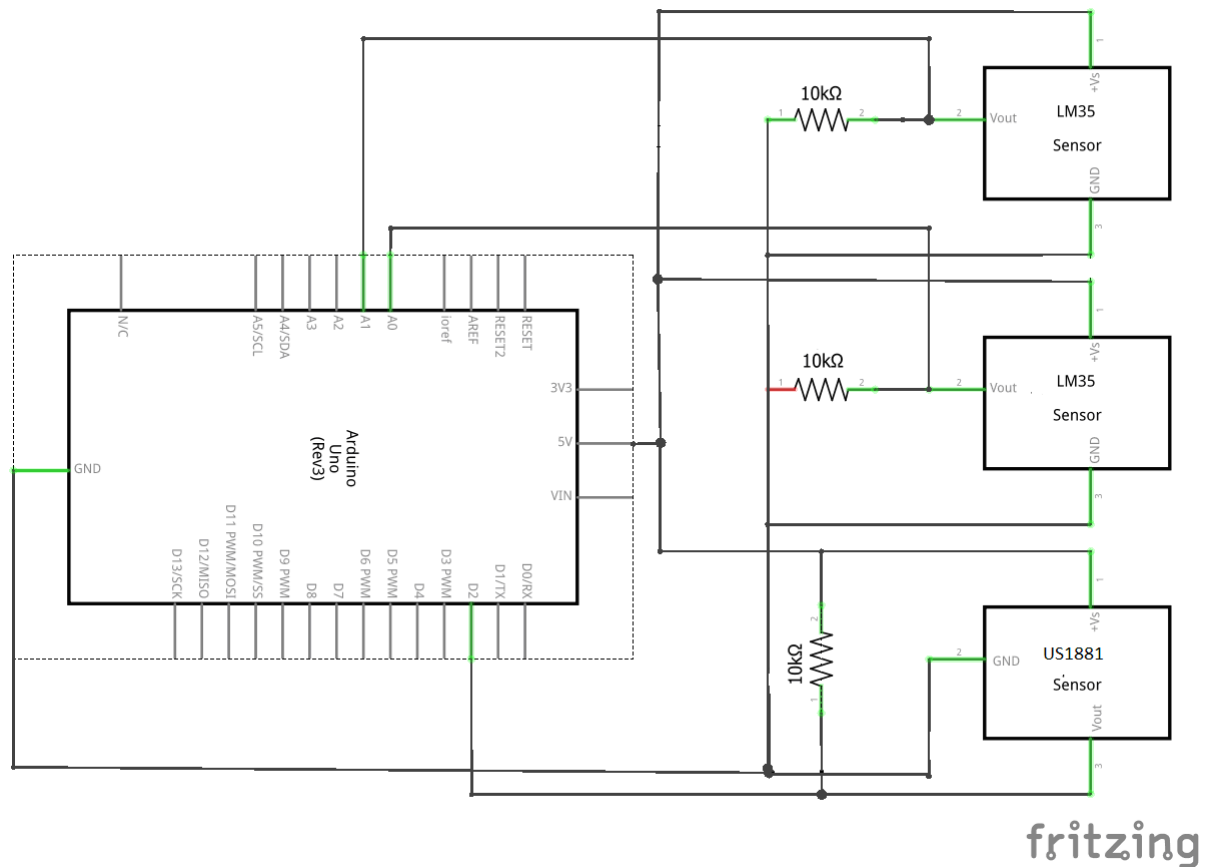 1
10kΩ
1
2
2
Vout
+Vs
LM35
Sensor
GND
3
1
N/C
A5/SCL
A4/SDA
A3
A2
A1
A0
ioref
AREF
RESET2
RESET
10kΩ
1
2
2
Vout
+Vs
LM35
Sensor
GND
3
3V3
5V
VIN
GND
Arduino
Uno
(Rev3)
D13/SCK
D12/MISO
D11 PWM/MOSI
D10 PWM/SS
D9 PWM
D8
D7
D6 PWM
D5 PWM
D4
D3 PWM
D2
D1/TX
D0/RX
1
2
10kΩ
1
2
GND
+Vs
US1881
Sensor
Vout
3
fritzing